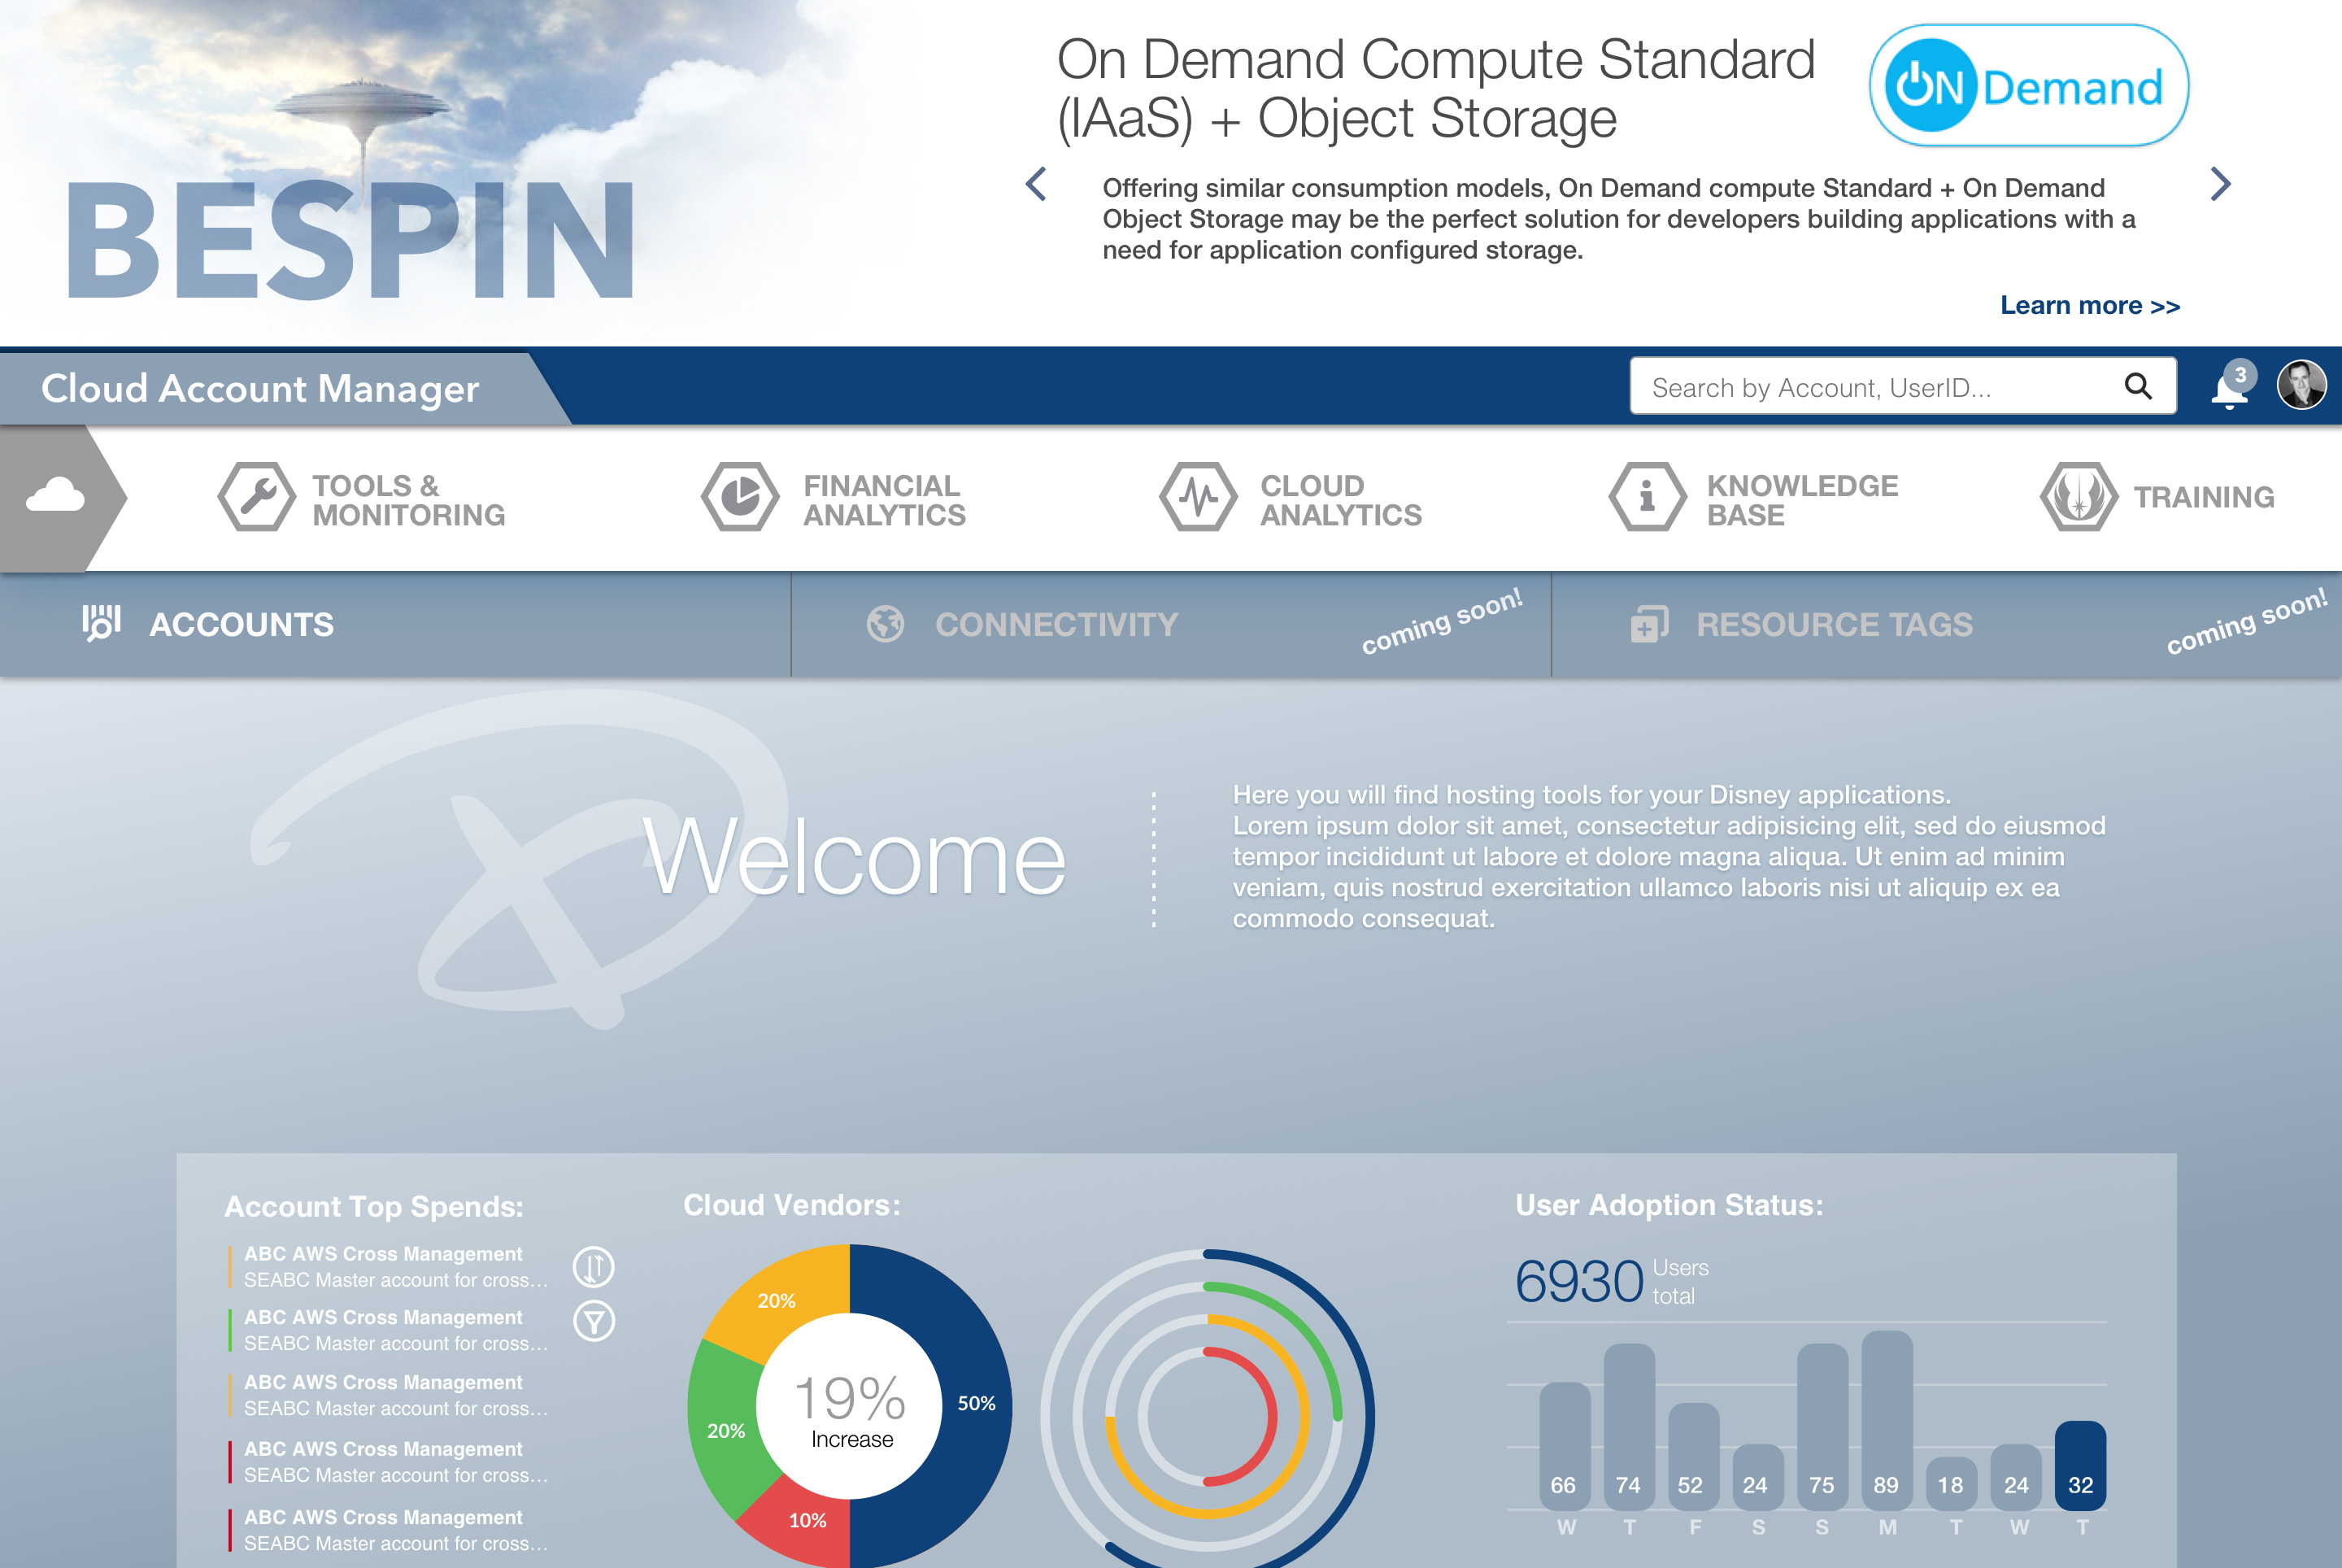 On Demand Compute Standard
(IAaS) + Object Storage
ON Demand
Offering similar consumption models, On Demand compute Standard + On Demand
Object Storage may be the perfect solution for developers building applications with a
need for application configured storage.
Learn more >>
BESPIN
Cloud Account Manager
Search by Account, UserID...
3
TOOLS &
MONITORING
FINANCIAL
ANALYTICS
CLOUD
ANALYTICS
KNOWLEDGE
BASE
TRAINING
ACCOUNTS
CONNECTIVITY
coming soon!
RESOURCE TAGS
coming soon!
Welcome
Here you will find hosting tools for your Disney applications.
Lorem ipsum dolor sit amet, consectetur adipisicing elit, sed do eiusmod
tempor incididunt ut labore et dolore magna aliqua. Ut enim ad minim
veniam, quis nostrud exercitation ullamco laboris nisi ut aliquip ex ea
commodo consequat.
Account Top Spends:
ABC AWS Cross Management
SEABC Master account for cross...
ABC AWS Cross Management
SEABC Master account for cross...
ABC AWS Cross Management
SEABC Master account for cross...
ABC AWS Cross Management
SEABC Master account for cross...
ABC AWS Cross Management
SEABC Master account for cross...
Cloud Vendors:
20%
50%
20%
10%
19%
Increase
User Adoption Status:
6930 Users
total
66 74 52 24 75 89 18 24 32
W T F S S M T W T